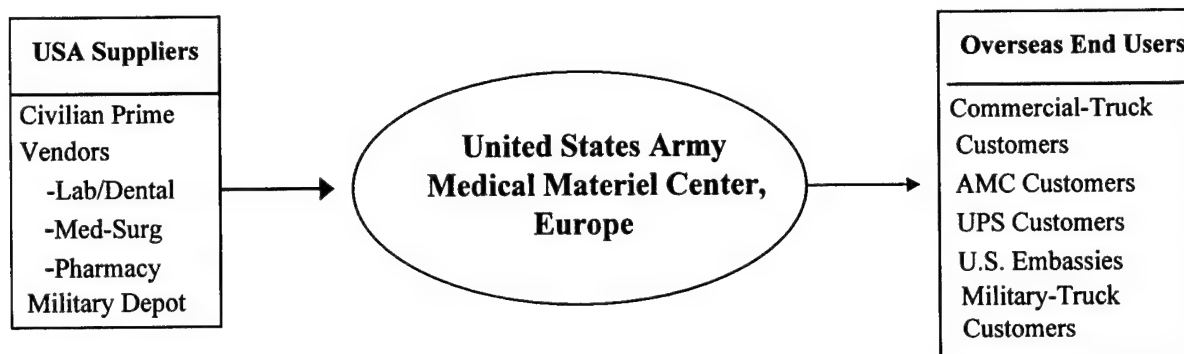 USA Suppliers
Civilian Prime
Vendors
-Lab/Dental
-Med-Surg
-Pharmacy
Military Depot
United States Army
Medical Materiel Center,
Europe
Overseas End Users
Commercial-Truck
Customers
AMC Customers
UPS Customers
U.S. Embassies
Military-Truck
Customers